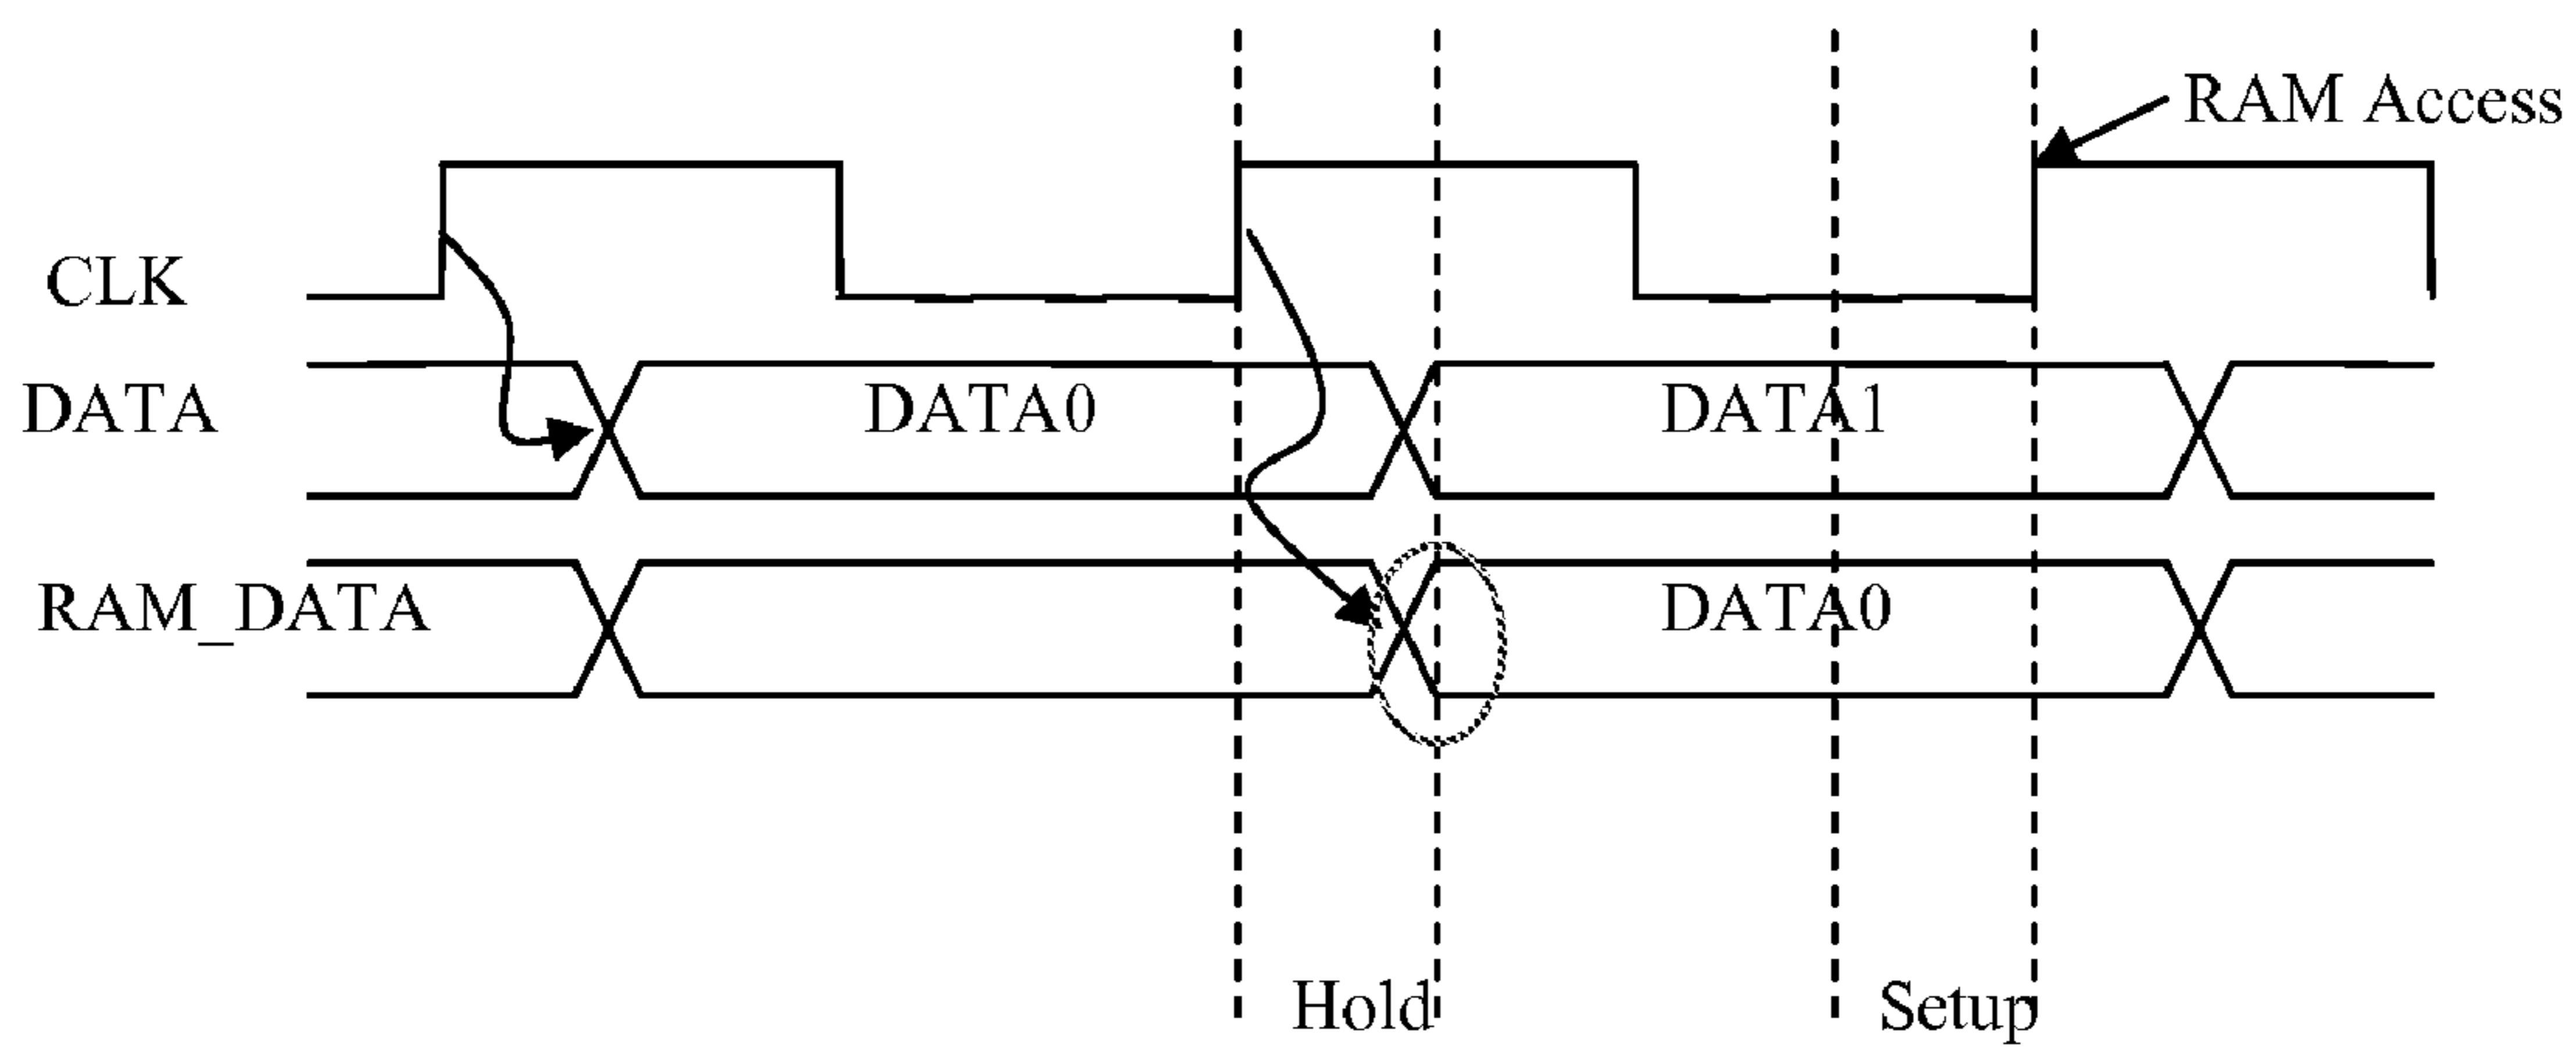 RAM Access
CLK
DATA DATA0 DATA1
RAM_DATA DATA0
Hold Setup